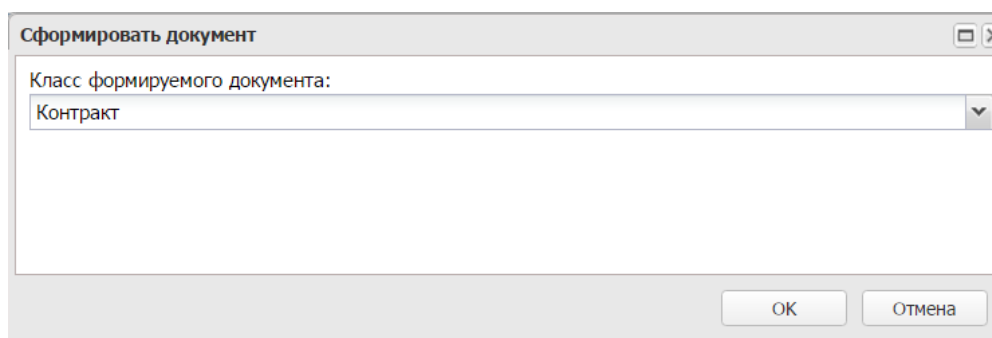 Сформировать документ
Класс формируемого документа:
Контракт
OK
Отмена